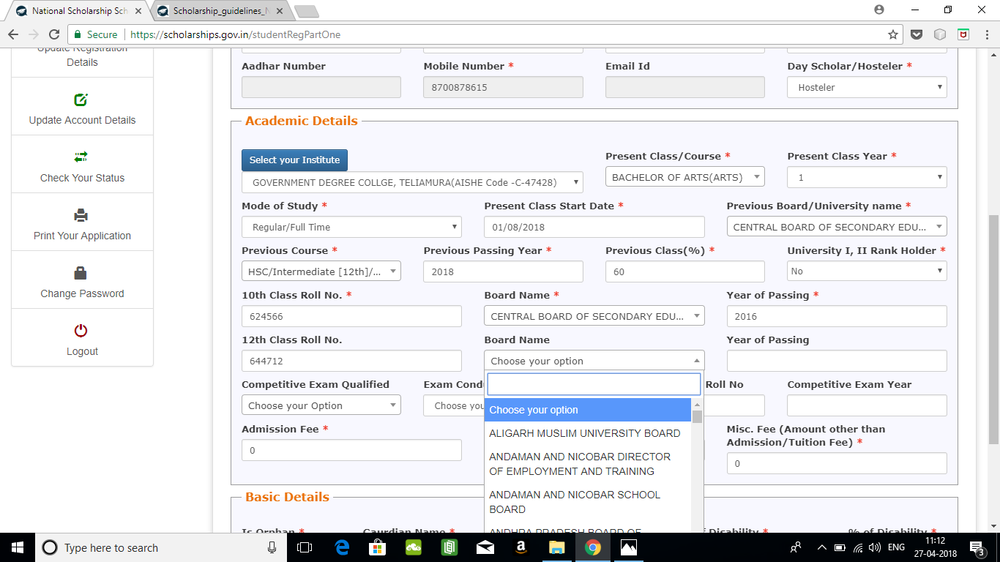 National Scholarship Sch
Scholarship_guidelines_
Secure
https://scholarships.gov.in/studentRegPartOne
Update Registration
Details
Update Account Details
Check Your Status
Print Your Application
Change Password
Logout
Aadhar Number
Mobile Number *
Email Id
Day Scholar/Hosteler *
8700878615
Hosteler
Academic Details
Select your Institute
Present Class/Course *
Present Class Year *
GOVERNMENT DEGREE COLLGE, TELIAMURA(AISHE Code -C-47428)
BACHELOR OF ARTS(ARTS)
1
Mode of Study *
Present Class Start Date *
Previous Board/University name *
Regular/Full Time
01/08/2018
CENTRAL BOARD OF SECONDARY EDU...
Previous Course *
Previous Passing Year *
Previous Class(%) *
University I, II Rank Holder *
HSC/Intermediate [12th]/...
2018
60
No
10th Class Roll No. *
Board Name *
Year of Passing *
624566
CENTRAL BOARD OF SECONDARY EDU...
2016
12th Class Roll No.
Board Name
Year of Passing
644712
Choose your option
Competitive Exam Qualified
Exam Condu
Roll No
Competitive Exam Year
Choose your Option
Choose you
Choose your option
ALIGARH MUSLIM UNIVERSITY BOARD
ANDAMAN AND NICOBAR DIRECTOR
OF EMPLOYMENT AND TRAINING
ANDAMAN AND NICOBAR SCHOOL
BOARD
ANDHRA PRADESH BOARD OF
Admission Fee *
Misc. Fee (Amount other than
Admission/Tuition Fee) *
0
0
Basic Details
Is Orphan *
Gaurdian Name *
of Disability *
% of Disability *
Type here to search
ENG
11:12
27-04-2018
3